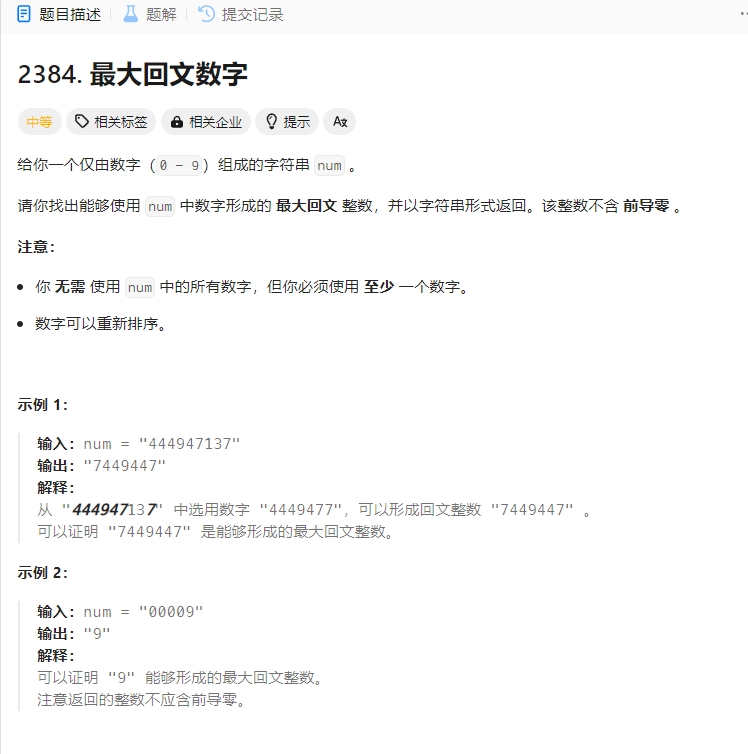 题目描述 题解 提交记录
2384. 最大回文数字
中等 相关标签 相关企业 提示 Aあ
给你一个仅由数字（0 - 9）组成的字符串 num 。
请你找出能够使用 num 中数字形成的 最大回文 整数，并以字符串形式返回。该整数不含 前导零 。
注意：
你 无需 使用 num 中的所有数字，但你必须使用 至少 一个数字。
数字可以重新排序。
示例 1：
输入：num = "444947137"
输出："7449447"
解释：
从 "444947137" 中选用数字 "4449477"，可以形成回文整数 "7449447" 。
可以证明 "7449447" 是能够形成的最大回文整数。
示例 2：
输入：num = "00009"
输出："9"
解释：
可以证明 "9" 能够形成的最大回文整数。
注意返回的整数不应含前导零。